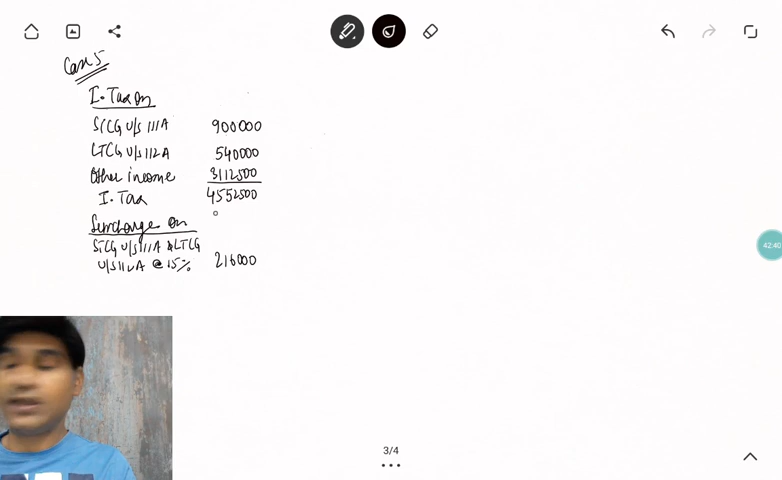 Case 5
I. Tax on
STCG u/s 111A 900000
LTCG u/s 112A 540000
Other income 3112500
I. Tax 4552500
Surcharge on
STCG u/s 111A & LTCG
u/s 112A @ 15% 216000
3/4
42:40